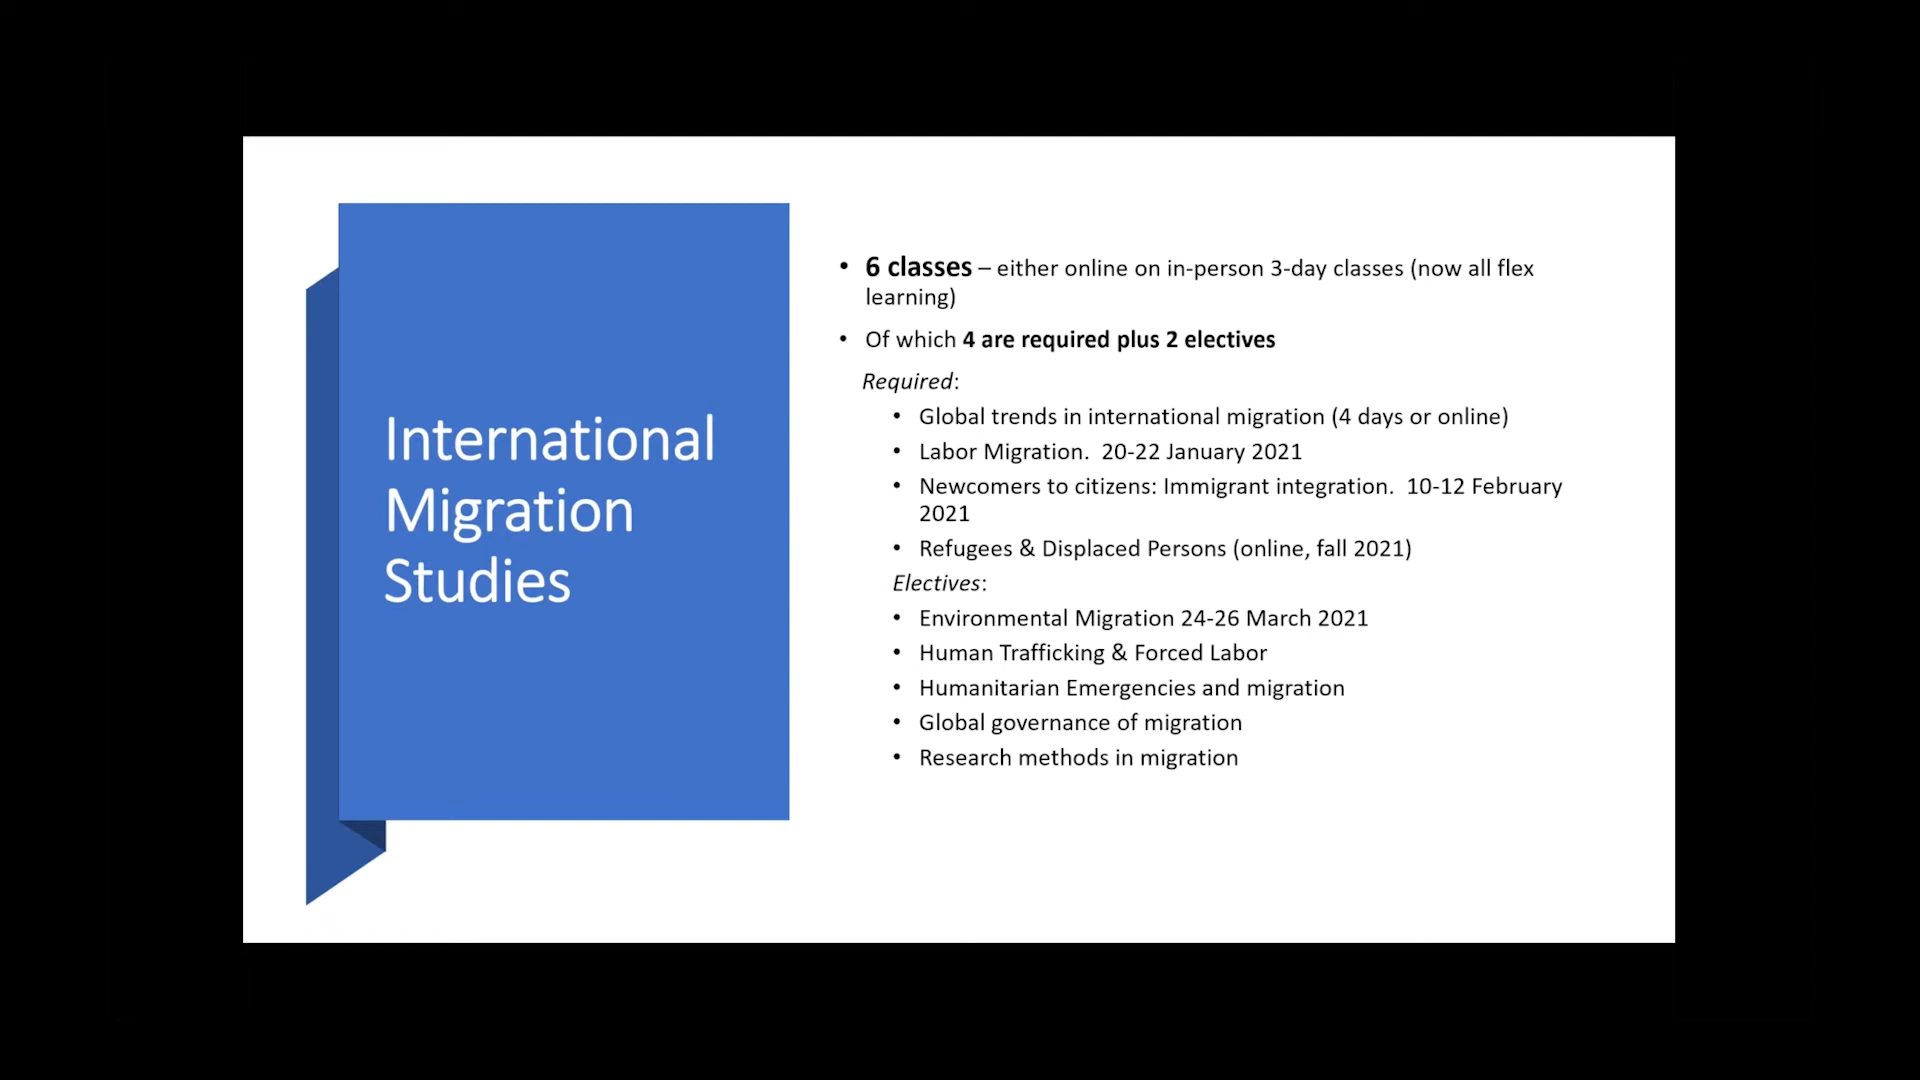 International
Migration
Studies
• 6 classes – either online on in-person 3-day classes (now all flex
learning)
• Of which 4 are required plus 2 electives
Required:
• Global trends in international migration (4 days or online)
• Labor Migration.  20-22 January 2021
• Newcomers to citizens: Immigrant integration.  10-12 February
2021
• Refugees & Displaced Persons (online, fall 2021)
Electives:
• Environmental Migration 24-26 March 2021
• Human Trafficking & Forced Labor
• Humanitarian Emergencies and migration
• Global governance of migration
• Research methods in migration